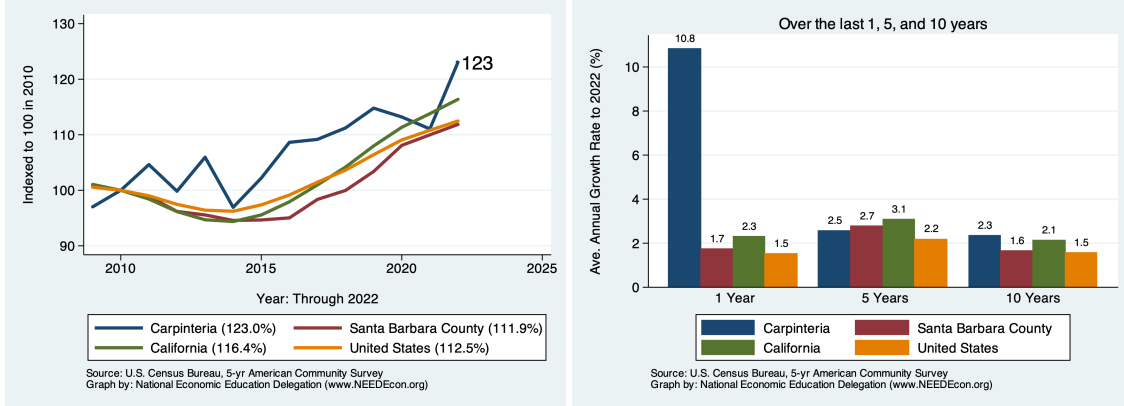 130
120
110
100
90
Indexed to 100 in 2010
123
2010
2015
2020
2025
Year: Through 2022
Carpinteria (123.0%)
Santa Barbara County (111.9%)
California (116.4%)
United States (112.5%)
Source: U.S. Census Bureau, 5-yr American Community Survey
Graph by: National Economic Education Delegation (www.NEEDEcon.org)
Over the last 1, 5, and 10 years
Ave. Annual Growth Rate to 2022 (%)
10
8
6
4
2
0
10.8
1.7
2.3
1.5
2.5
2.7
3.1
2.2
2.3
1.6
2.1
1.5
1 Year
5 Years
10 Years
Carpinteria
Santa Barbara County
California
United States
Source: U.S. Census Bureau, 5-yr American Community Survey
Graph by: National Economic Education Delegation (www.NEEDEcon.org)